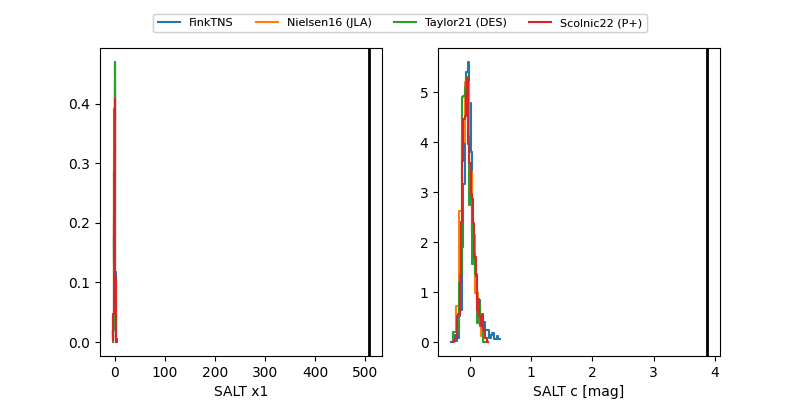 FinkTNS Nielsen16 (JLA) Taylor21 (DES) Scolnic22 (P+)
0.4
0.3
0.2
0.1
0.0
0 100 200 300 400 500
SALT x1
5
4
3
2
1
0
0 1 2 3 4
SALT c [mag]